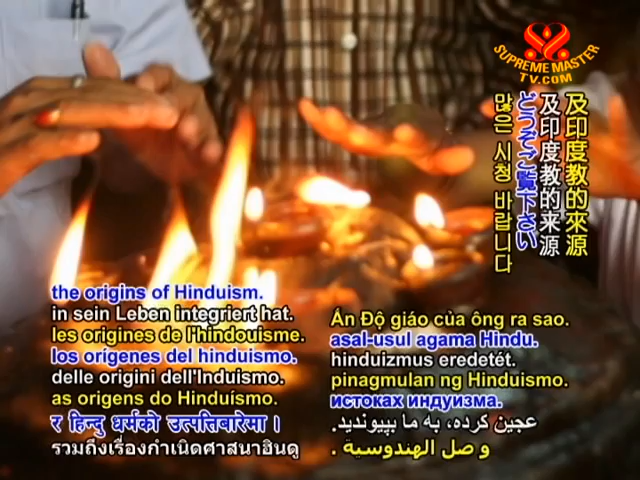 SUPREME MASTER
TV.COM
及印度教的來源
及印度教的来源
どうぞご覧下さい
많은 시청 바랍니다
the origins of Hinduism.
in sein Leben integriert hat.
les origines de l'hindouisme.
los orígenes del hinduismo.
delle origini dell'Induismo.
as origens do Hinduísmo.
र हिन्दु धर्मको उत्पत्तिबारेमा ।
รวมถึงเรื่องกำเนิดศาสนาฮินดู
Ấn Độ giáo của ông ra sao.
asal-usul agama Hindu.
hinduizmus eredetét.
pinagmulan ng Hinduismo.
истоках индуизма.
عجین کرده، به ما بپیوندید.
و صل الهندوسية .